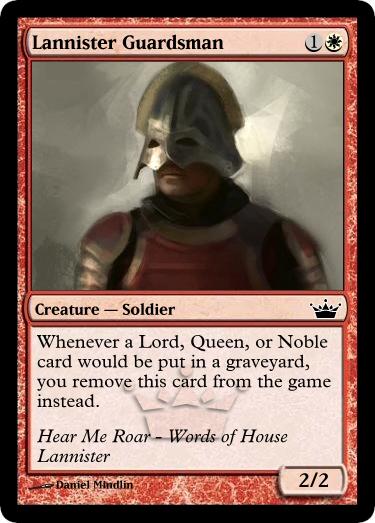 Lannister Guardsman 1
Creature — Soldier
Whenever a Lord, Queen, or Noble
card would be put in a graveyard,
you remove this card from the game
instead.
Hear Me Roar - Words of House
Lannister
Daniel Mindlin
2/2